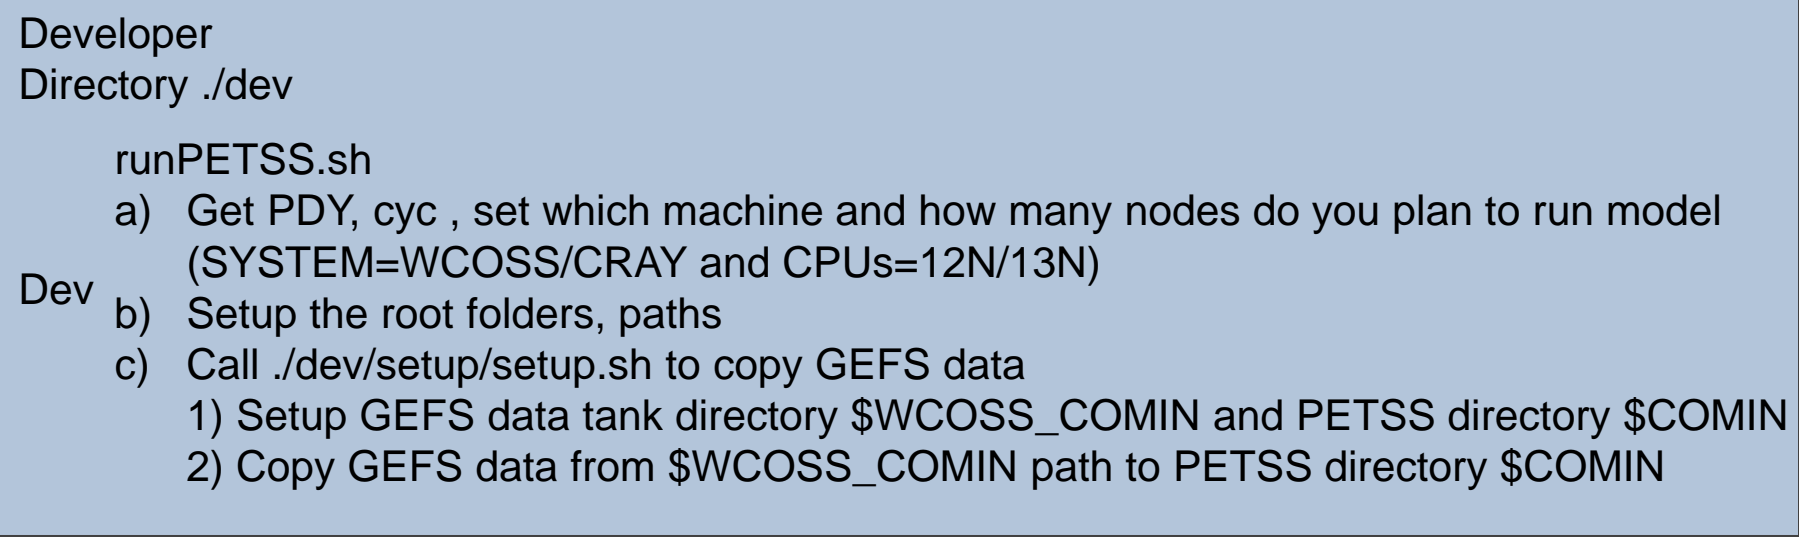 Developer
Directory ./dev
runPETSS.sh
a) Get PDY, cyc , set which machine and how many nodes do you plan to run model
(SYSTEM=WCOSS/CRAY and CPUs=12N/13N)
Dev
b) Setup the root folders, paths
c) Call ./dev/setup/setup.sh to copy GEFS data
1) Setup GEFS data tank directory $WCOSS_COMIN and PETSS directory $COMIN
2) Copy GEFS data from $WCOSS_COMIN path to PETSS directory $COMIN